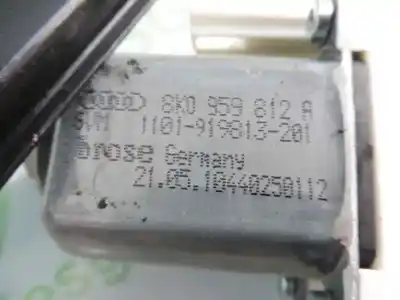 8K0 959 812 A
1101-919813-201
brose Germany
21.05.10440250112